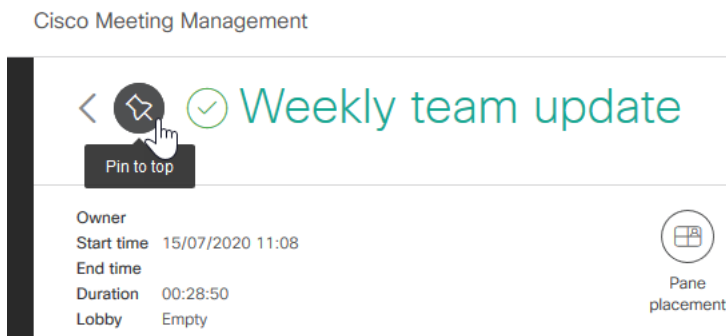 Cisco Meeting Management
Weekly team update
Pin to top
Owner
Start time 15/07/2020 11:08
End time
Duration 00:28:50
Lobby Empty
Pane
placement